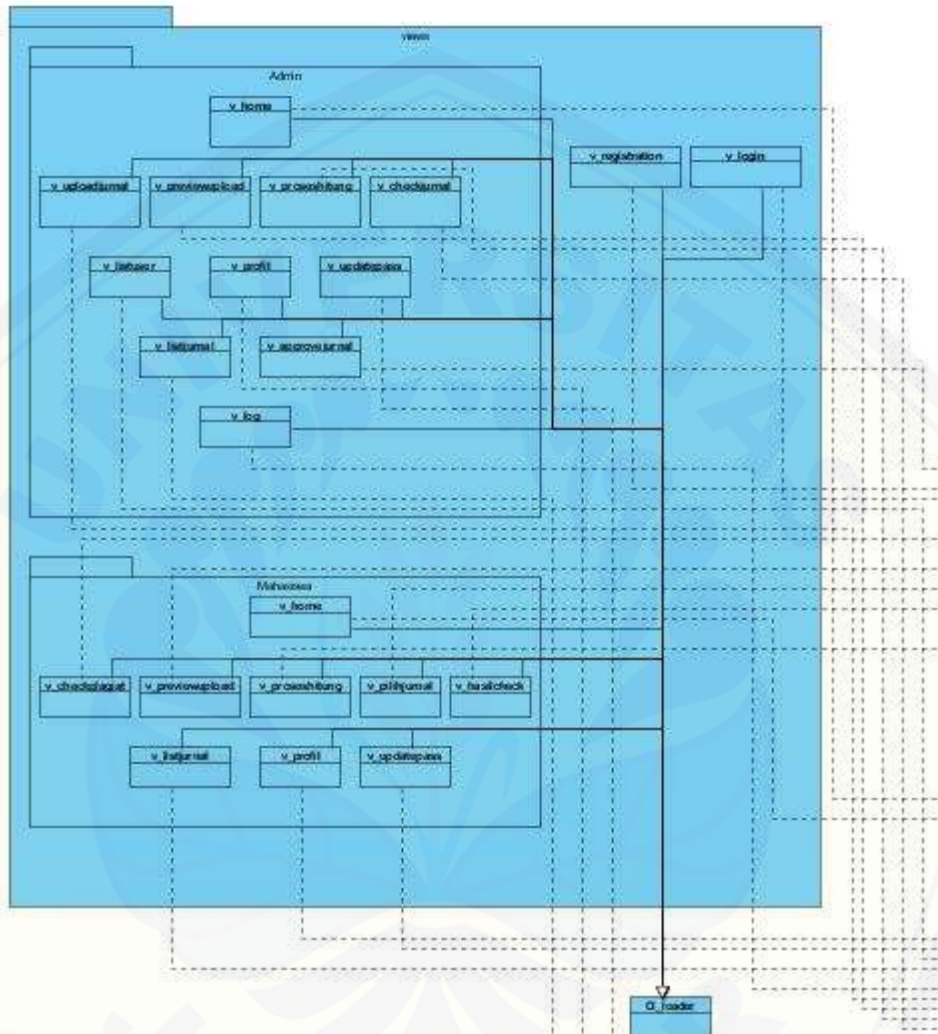 views
Admin
v_home
v_registration
v_login
v_uploadjurnal
v_previewupload
v_proseshitung
v_checkjurnal
v_listuser
v_profil
v_updatepass
v_listjurnal
v_approvejurnal
v_log
UNIVERSITAS
Mahasiswa
v_home
v_checkplagiat
v_previewupload
v_proseshitung
v_pilihjurnal
v_hasilcheck
v_listjurnal
v_profil
v_updatepass
CI_loader